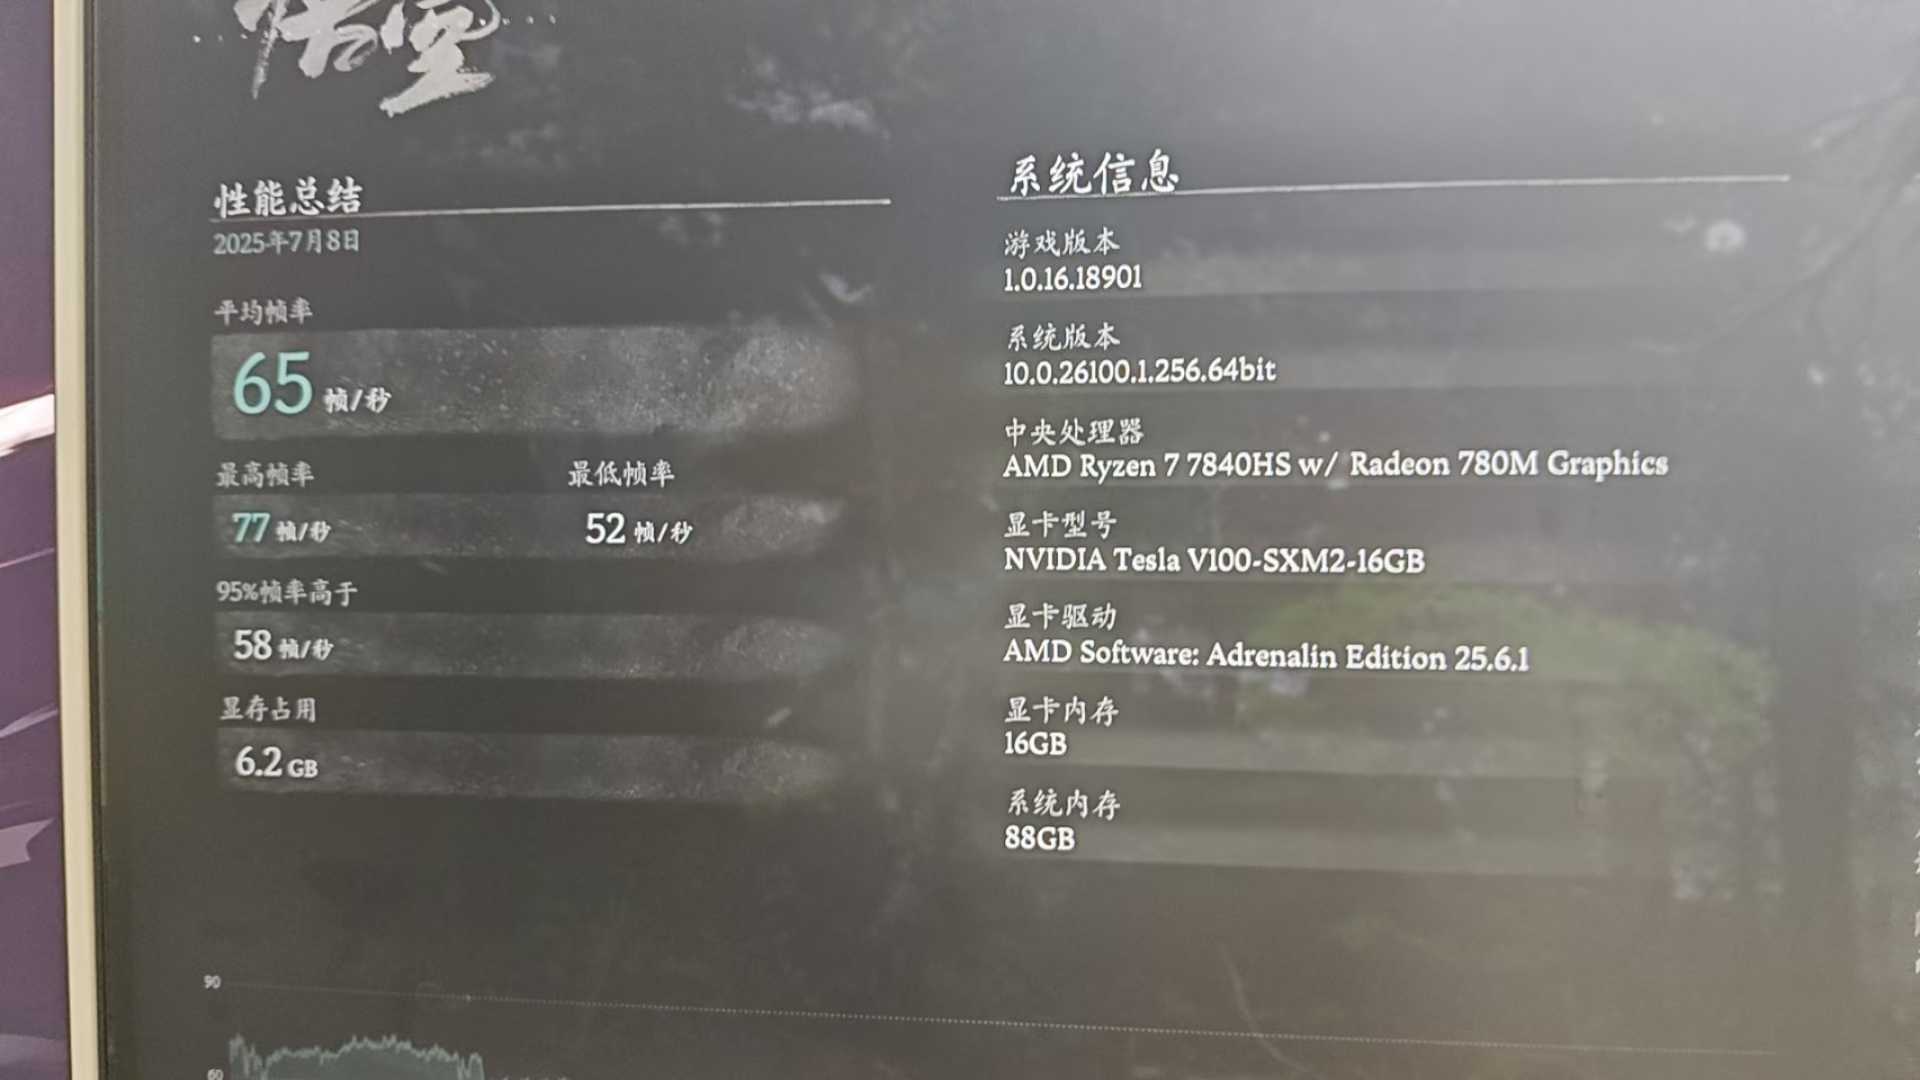 悟空
性能总结
2025年7月8日
平均帧率
65 帧/秒
最高帧率
最低帧率
77 帧/秒
52 帧/秒
95%帧率高于
58 帧/秒
显存占用
6.2 GB
系统信息
游戏版本
1.0.16.18901
系统版本
10.0.26100.1.256.64bit
中央处理器
AMD Ryzen 7 7840HS w/ Radeon 780M Graphics
显卡型号
NVIDIA Tesla V100-SXM2-16GB
显卡驱动
AMD Software: Adrenalin Edition 25.6.1
显卡内存
16GB
系统内存
88GB
90
60